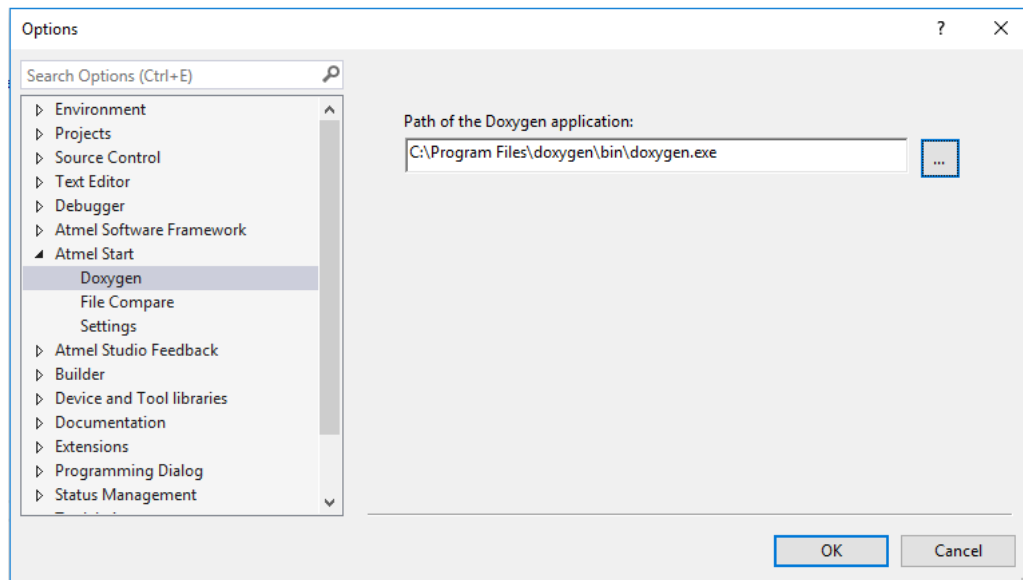 Options
?
Search Options (Ctrl+E)
Environment
Projects
Source Control
Text Editor
Debugger
Atmel Software Framework
Atmel Start
Doxygen
File Compare
Settings
Atmel Studio Feedback
Builder
Device and Tool libraries
Documentation
Extensions
Programming Dialog
Status Management
Path of the Doxygen application:
C:\Program Files\doxygen\bin\doxygen.exe
...
OK
Cancel